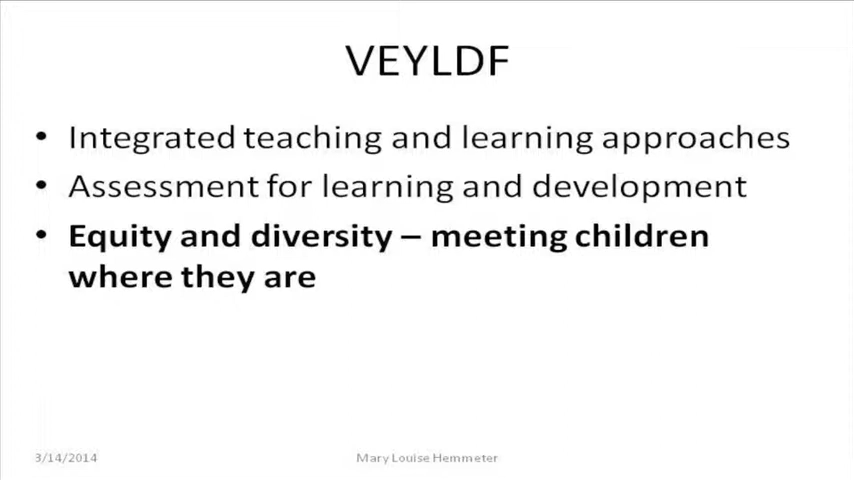 VEYLDF
• Integrated teaching and learning approaches
• Assessment for learning and development
• Equity and diversity – meeting children
where they are
3/14/2014
Mary Louise Hemmeter